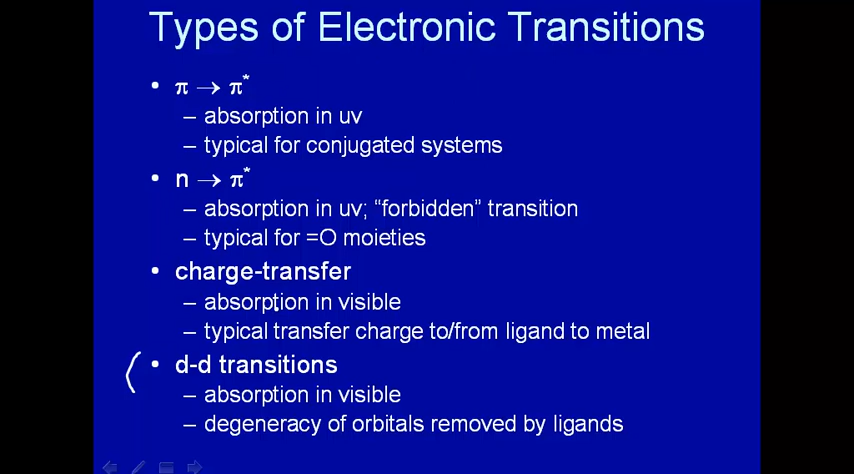 Types of Electronic Transitions
• π → π*
– absorption in uv
– typical for conjugated systems
• n → π*
– absorption in uv; “forbidden” transition
– typical for =O moieties
• charge-transfer
– absorption in visible
– typical transfer charge to/from ligand to metal
• d-d transitions
– absorption in visible
– degeneracy of orbitals removed by ligands